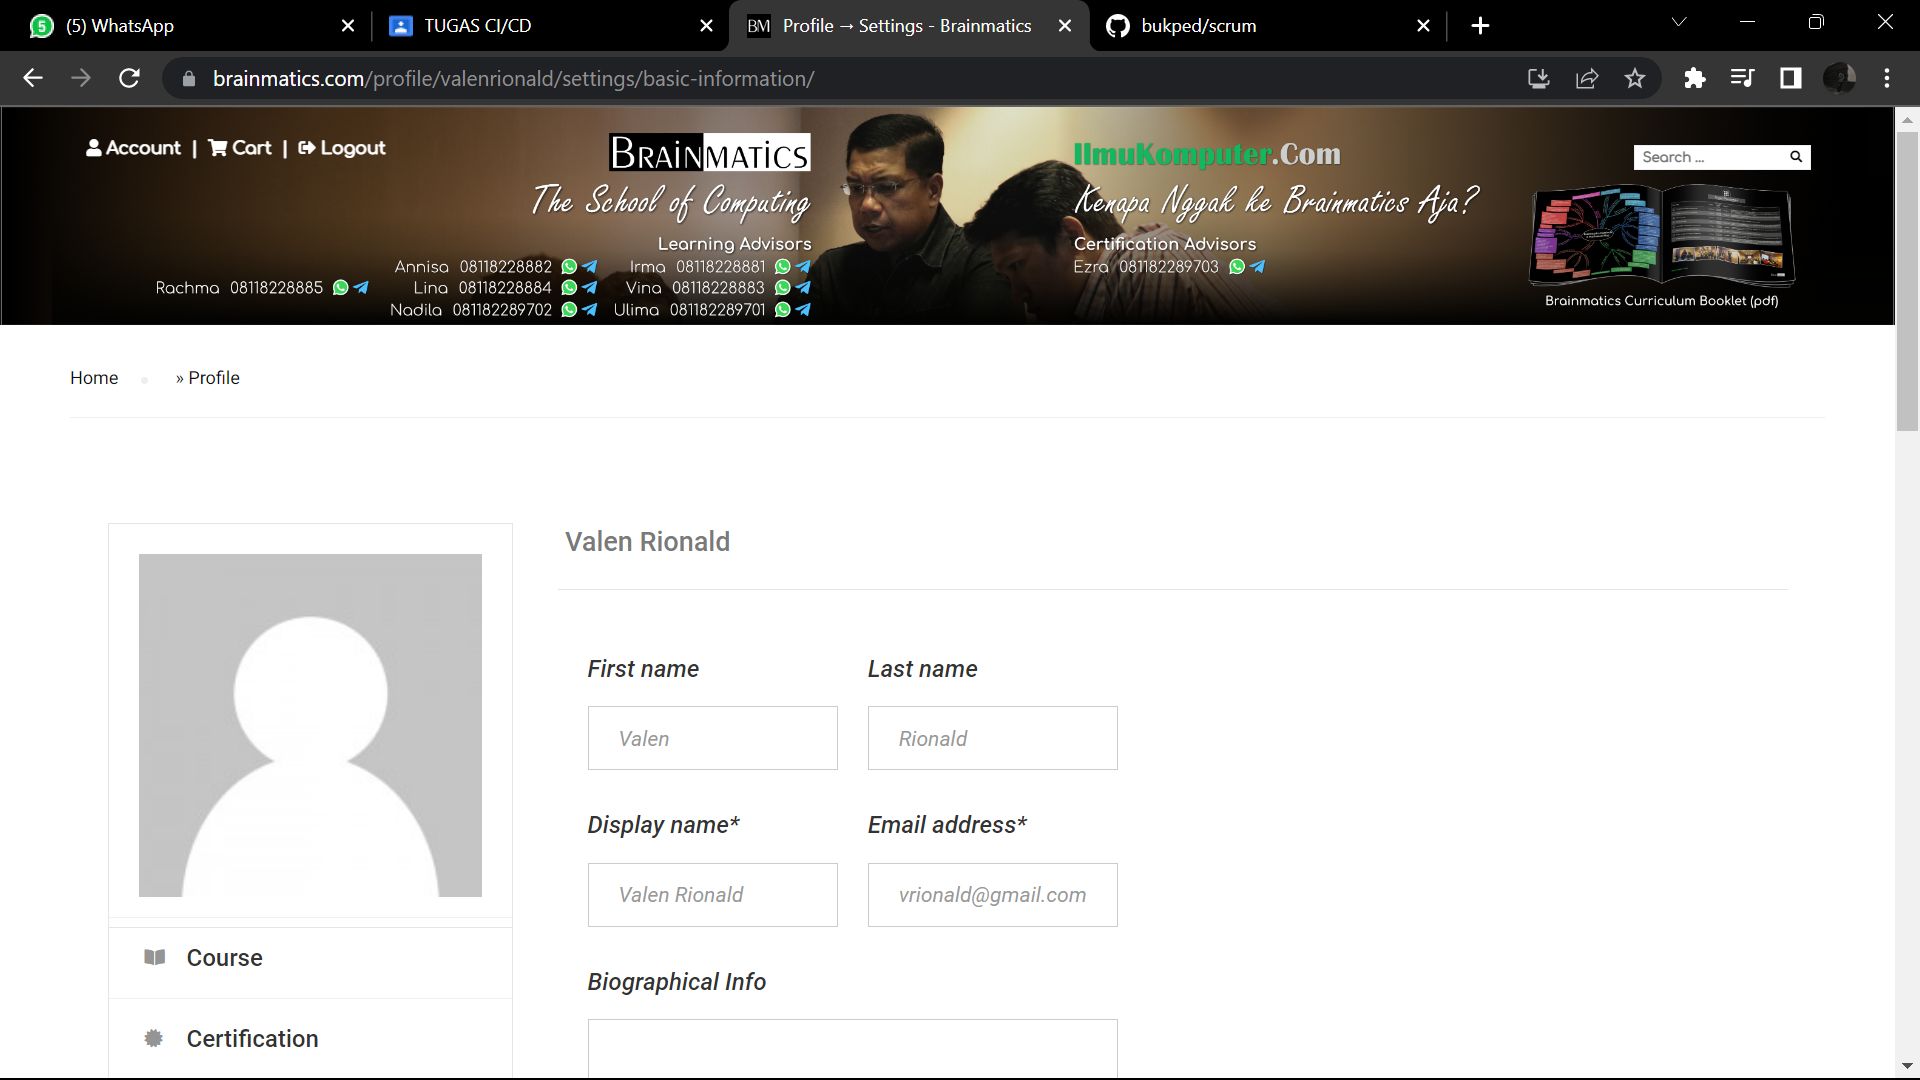 (5) WhatsApp
TUGAS CI/CD
BM Profile → Settings - Brainmatics
bukped/scrum
brainmatics.com/profile/valenrionald/settings/basic-information/
Account | Cart | Logout
BRAINMATICS
The School of Computing
IlmuKomputer.Com
Kenapa Nggak ke Brainmatics Aja?
Search ...
Learning Advisors
Annisa 08118228882 Irma 08118228881
Rachma 08118228885 Lina 08118228884 Vina 08118228883
Nadila 081182289702 Ulima 081182289701
Certification Advisors
Ezra 081182289703
Brainmatics Curriculum Booklet (pdf)
Home » Profile
Valen Rionald
First name Last name
Valen Rionald
Display name* Email address*
Valen Rionald vrionald@gmail.com
Biographical Info
Course
Certification